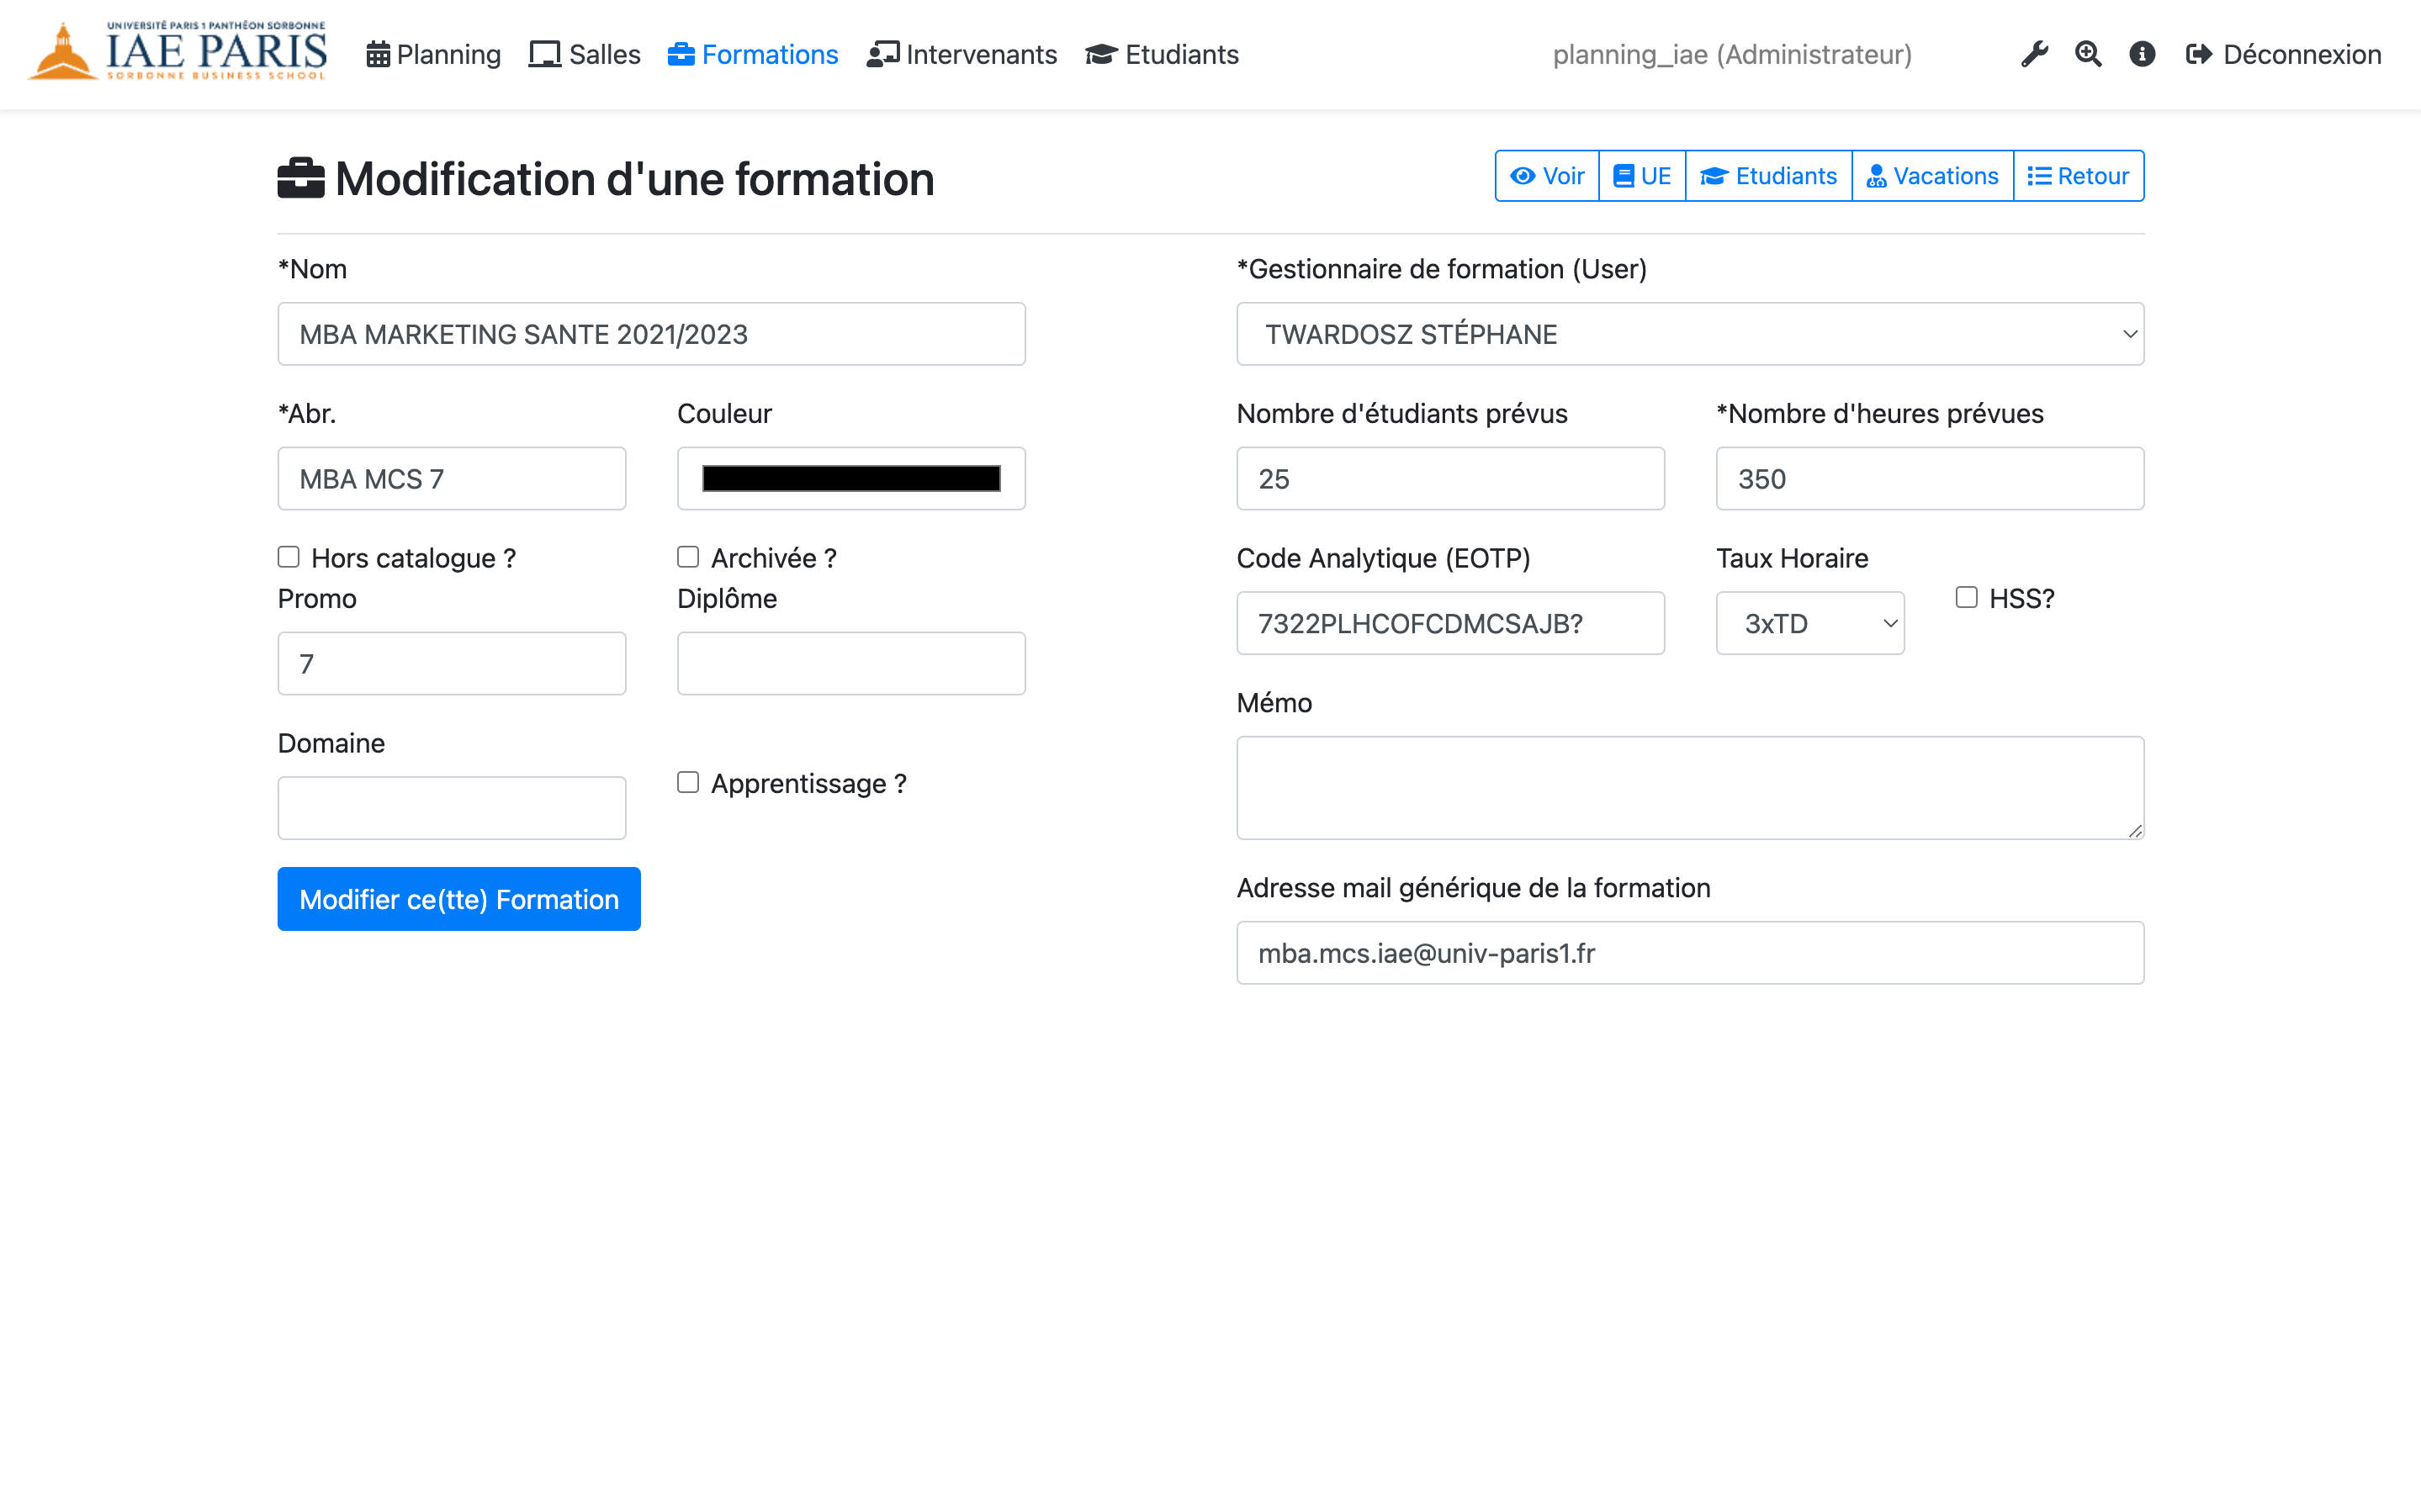 UNIVERSITÉ PARIS 1 PANTHÉON SORBONNE
IAE PARIS
SORBONNE BUSINESS SCHOOL
Planning Salles Formations Intervenants Etudiants planning_iae (Administrateur) Déconnexion
Modification d'une formation Voir UE Etudiants Vacations Retour
*Nom
MBA MARKETING SANTE 2021/2023
*Abr. Couleur
MBA MCS 7
Hors catalogue ? Archivée ?
Promo Diplôme
7
Domaine
Apprentissage ?
Modifier ce(tte) Formation
*Gestionnaire de formation (User)
TWARDOSZ STÉPHANE
Nombre d'étudiants prévus *Nombre d'heures prévues
25 350
Code Analytique (EOTP) Taux Horaire
HSS?
7322PLHCOFCDMCSAJB? 3xTD
Mémo
Adresse mail générique de la formation
mba.mcs.iae@univ-paris1.fr